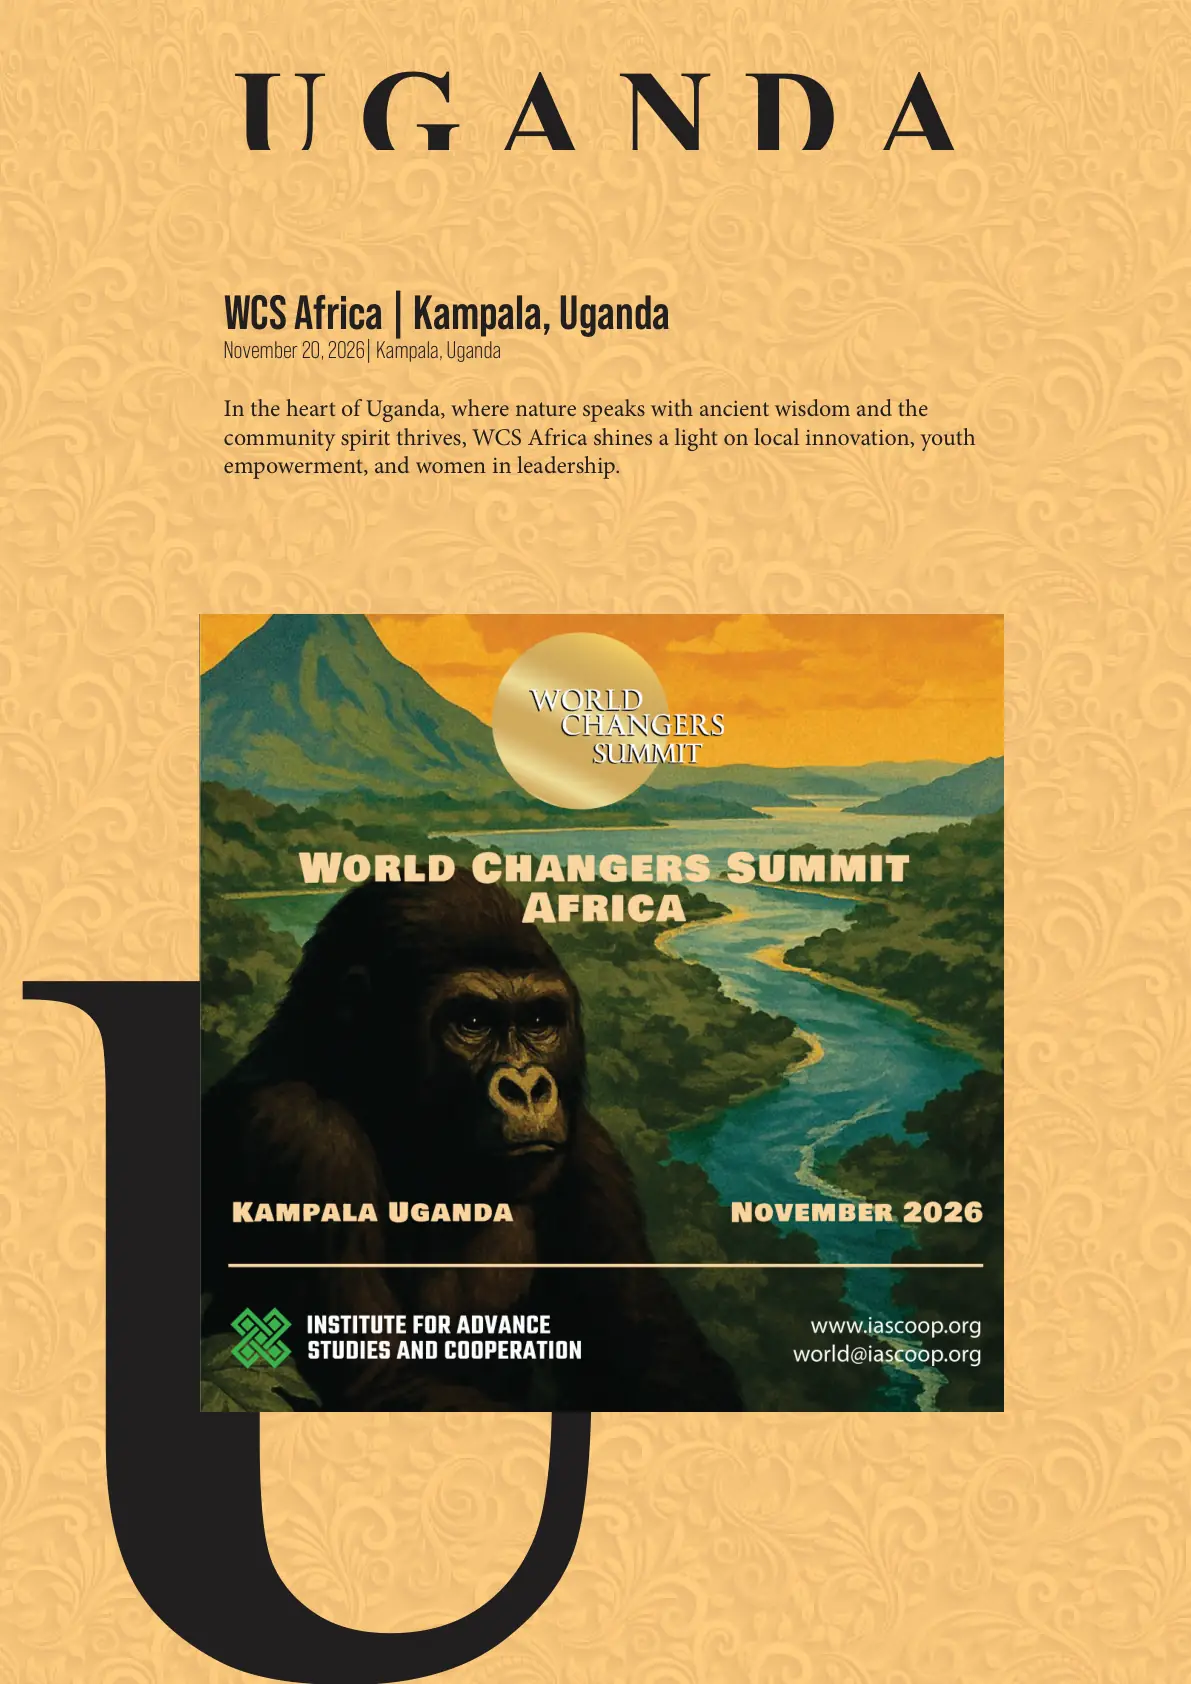 UGANDA
WCS Africa | Kampala, Uganda
November 20, 2026| Kampala, Uganda
In the heart of Uganda, where nature speaks with ancient wisdom and the
community spirit thrives, WCS Africa shines a light on local innovation, youth
empowerment, and women in leadership.
WORLD
CHANGERS
SUMMIT
WORLD CHANGERS SUMMIT
AFRICA
KAMPALA UGANDA
NOVEMBER 2026
INSTITUTE FOR ADVANCE
STUDIES AND COOPERATION
www.iascoop.org
world@iascoop.org
U